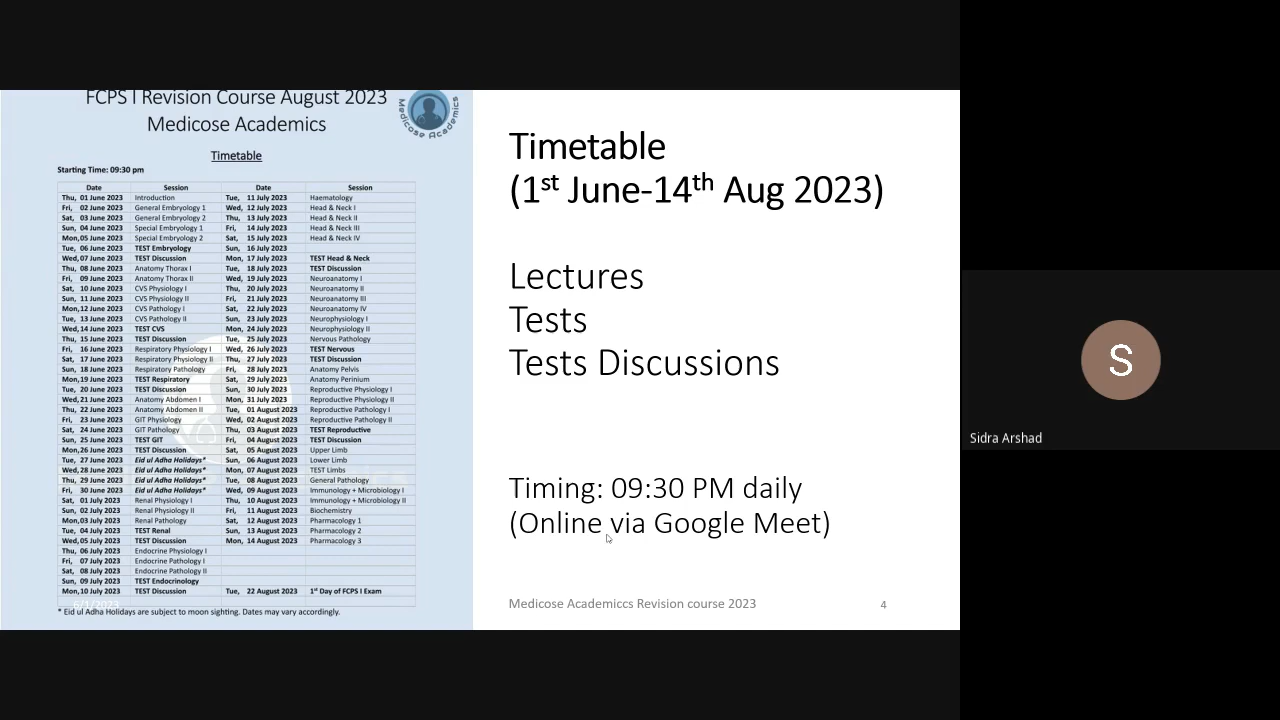 FCPS I Revision Course August 2023
Medicose Academics
Medicose Academics
Timetable
Starting Time: 09:30 pm
Date Session Date Session
Thu, 01 June 2023 Introduction Tue, 11 July 2023 Haematology
Fri, 02 June 2023 General Embryology 1 Wed, 12 July 2023 Head & Neck I
Sat, 03 June 2023 General Embryology 2 Thu, 13 July 2023 Head & Neck II
Sun, 04 June 2023 Special Embryology 1 Fri, 14 July 2023 Head & Neck III
Mon,05 June 2023 Special Embryology 2 Sat, 15 July 2023 Head & Neck IV
Tue, 06 June 2023 TEST Embryology Sun, 16 July 2023
Wed,07 June 2023 TEST Discussion Mon, 17 July 2023 TEST Head & Neck
Thu, 08 June 2023 Anatomy Thorax I Tue, 18 July 2023 TEST Discussion
Fri, 09 June 2023 Anatomy Thorax II Wed, 19 July 2023 Neuroanatomy I
Sat, 10 June 2023 CVS Physiology I Thu, 20 July 2023 Neuroanatomy II
Sun, 11 June 2023 CVS Physiology II Fri, 21 July 2023 Neuroanatomy III
Mon,12 June 2023 CVS Pathology I Sat, 22 July 2023 Neuroanatomy IV
Tue, 13 June 2023 CVS Pathology II Sun, 23 July 2023 Neurophysiology I
Wed,14 June 2023 TEST CVS Mon, 24 July 2023 Neurophysiology II
Thu, 15 June 2023 TEST Discussion Tue, 25 July 2023 Nervous Pathology
Fri, 16 June 2023 Respiratory Physiology I Wed, 26 July 2023 TEST Nervous
Sat, 17 June 2023 Respiratory Physiology II Thu, 27 July 2023 TEST Discussion
Sun, 18 June 2023 Respiratory Pathology Fri, 28 July 2023 Anatomy Pelvis
Mon,19 June 2023 TEST Respiratory Sat, 29 July 2023 Anatomy Perinium
Tue, 20 June 2023 TEST Discussion Sun, 30 July 2023 Reproductive Physiology I
Wed,21 June 2023 Anatomy Abdomen I Mon, 31 July 2023 Reproductive Physiology II
Thu, 22 June 2023 Anatomy Abdomen II Tue, 01 August 2023 Reproductive Pathology I
Fri, 23 June 2023 GIT Physiology Wed, 02 August 2023 Reproductive Pathology II
Sat, 24 June 2023 GIT Pathology Thu, 03 August 2023 TEST Reproductive
Sun, 25 June 2023 TEST GIT Fri, 04 August 2023 TEST Discussion
Mon,26 June 2023 TEST Discussion Sat, 05 August 2023 Upper Limb
Tue, 27 June 2023 Eid ul Adha Holidays* Sun, 06 August 2023 Lower Limb
Wed,28 June 2023 Eid ul Adha Holidays* Mon, 07 August 2023 TEST Limbs
Thu, 29 June 2023 Eid ul Adha Holidays* Tue, 08 August 2023 General Pathology
Fri, 30 June 2023 Eid ul Adha Holidays* Wed, 09 August 2023 Immunology + Microbiology I
Sat, 01 July 2023 Renal Physiology I Thu, 10 August 2023 Immunology + Microbiology II
Sun, 02 July 2023 Renal Physiology II Fri, 11 August 2023 Biochemistry
Mon,03 July 2023 Renal Pathology Sat, 12 August 2023 Pharmacology 1
Tue, 04 July 2023 TEST Renal Sun, 13 August 2023 Pharmacology 2
Wed,05 July 2023 TEST Discussion Mon, 14 August 2023 Pharmacology 3
Thu, 06 July 2023 Endocrine Physiology I
Fri, 07 July 2023 Endocrine Pathology I
Sat, 08 July 2023 Endocrine Pathology II
Sun, 09 July 2023 TEST Endocrinology
Mon,10 July 2023 TEST Discussion Tue, 22 August 2023 1st Day of FCPS I Exam
6/1/2023
* Eid ul Adha Holidays are subject to moon sighting. Dates may vary accordingly.
Timetable
(1st June-14th Aug 2023)
Lectures
Tests
Tests Discussions
Timing: 09:30 PM daily
(Online via Google Meet)
Medicose Academiccs Revision course 2023 4
S
Sidra Arshad